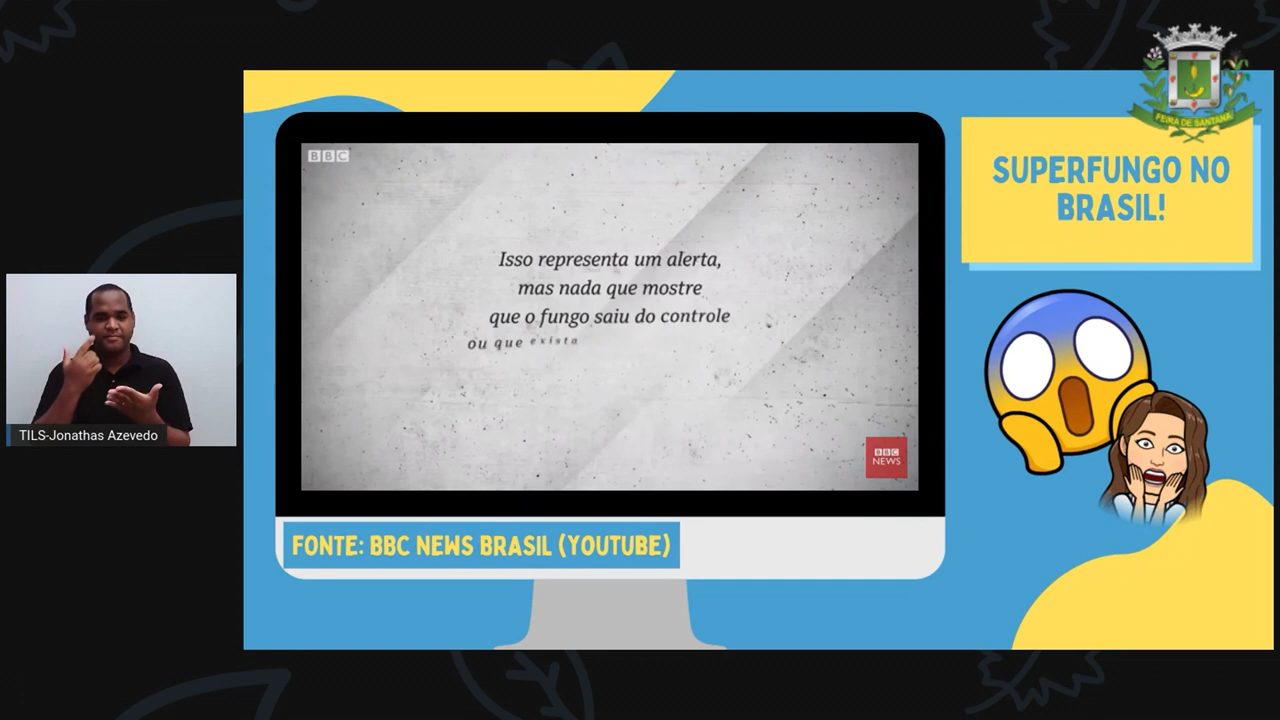 FEIRA DE SANTANA
SUPERFUNGO NO
BRASIL!
BBC
Isso representa um alerta,
mas nada que mostre
que o fungo saiu do controle
ou que exista
BBC
NEWS
TILS-Jonathas Azevedo
FONTE: BBC NEWS BRASIL (YOUTUBE)